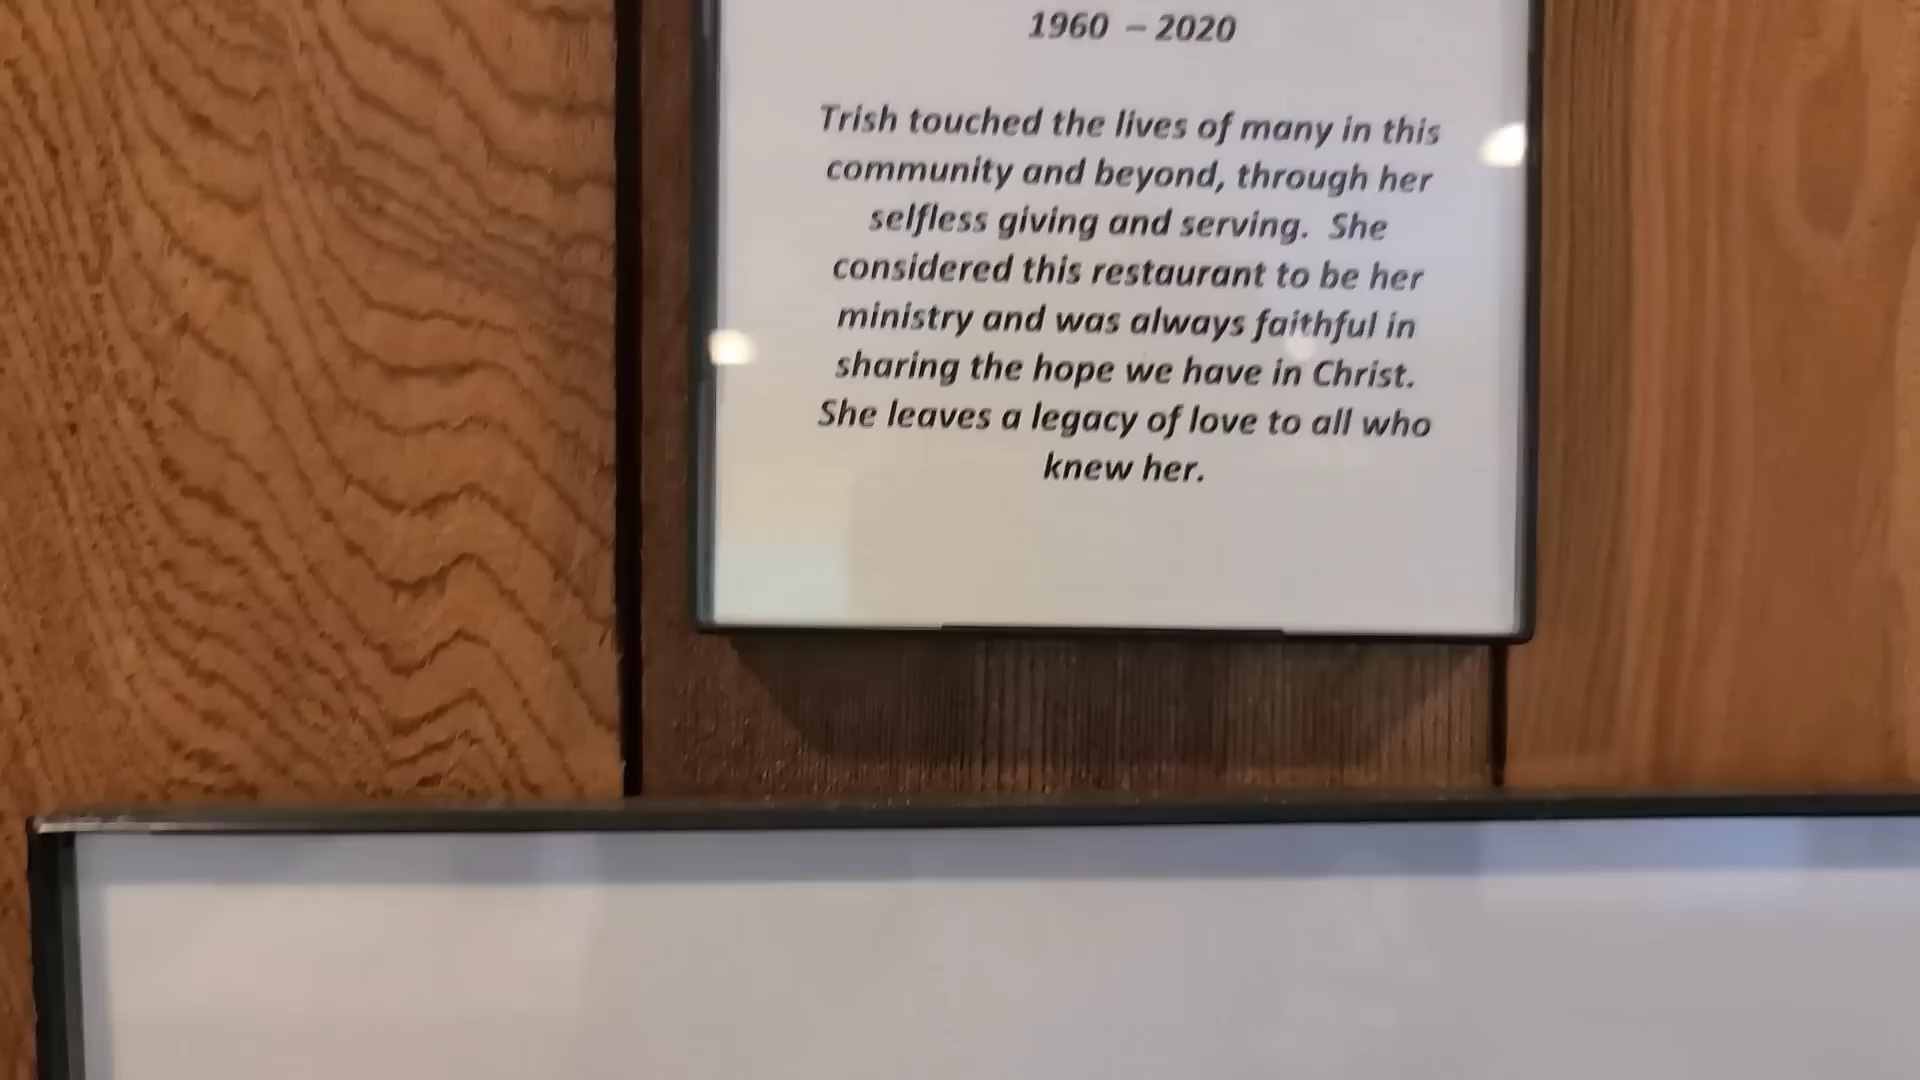 1960 – 2020
Trish touched the lives of many in this
community and beyond, through her
selfless giving and serving.  She
considered this restaurant to be her
ministry and was always faithful in
sharing the hope we have in Christ.
She leaves a legacy of love to all who
knew her.